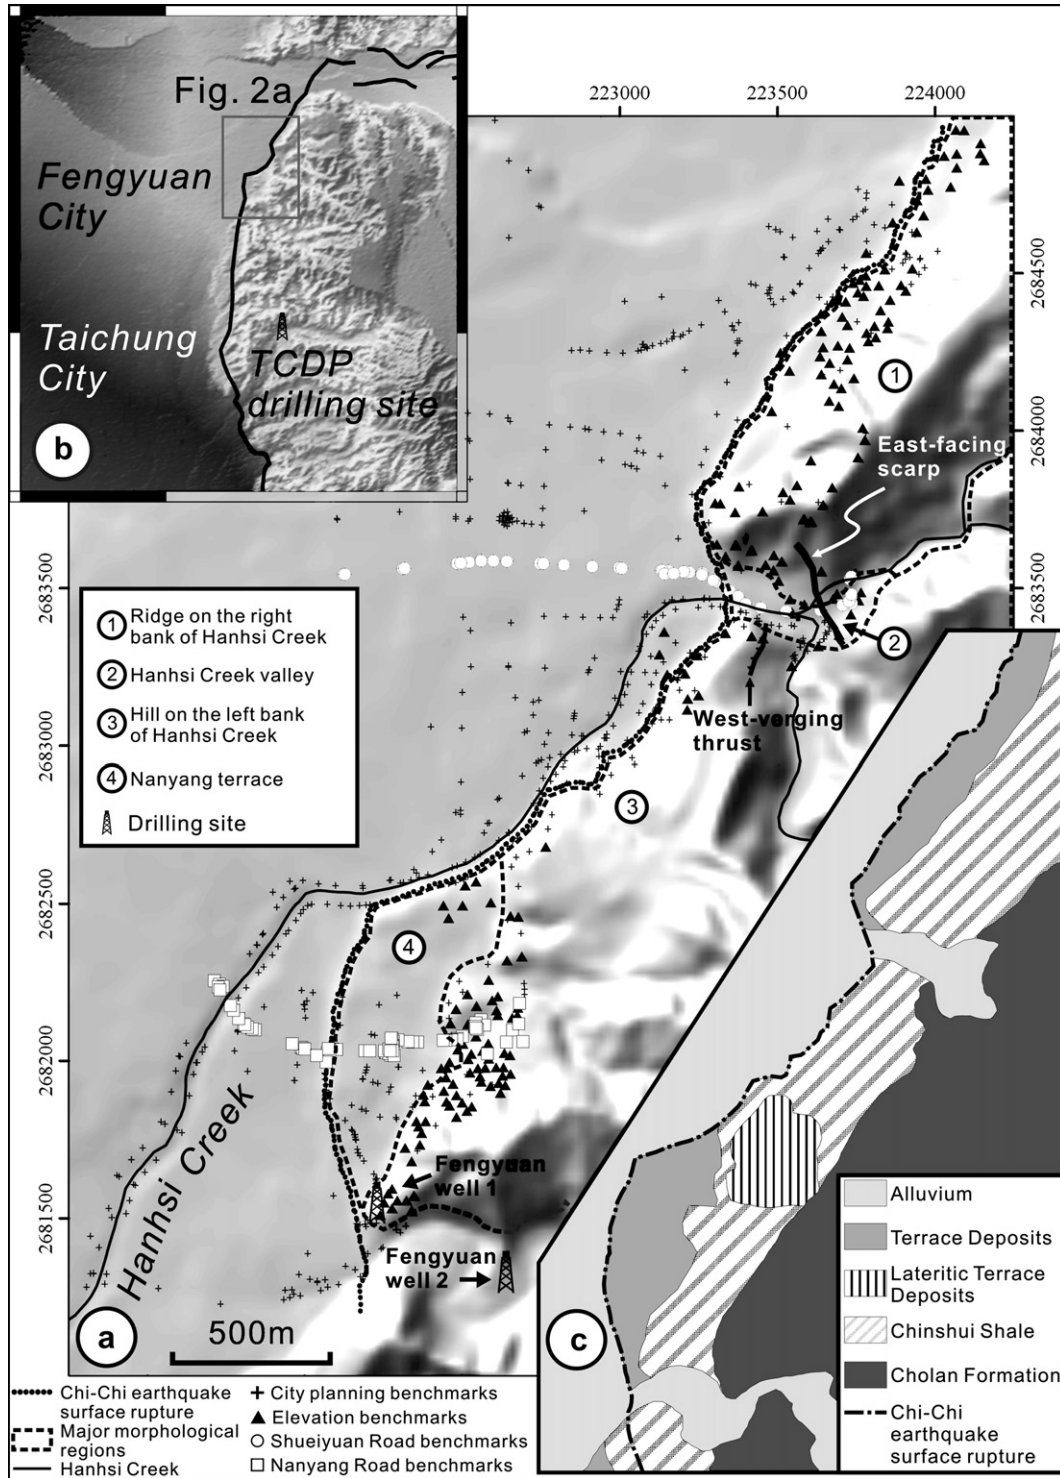 Fig. 2a
Fengyuan
City
Taichung
City
TCDP
drilling site
b
223000
223500
224000
2684500
2684000
2683500
2683500
2683000
2682500
2682000
2681500
1
East-facing
scarp
2
West-verging
thrust
3
4
1 Ridge on the right
bank of Hanhsi Creek
2 Hanhsi Creek valley
3 Hill on the left bank
of Hanhsi Creek
4 Nanyang terrace
Drilling site
Hanhsi Creek
Fengyuan
well 1
Fengyuan
well 2
a
500m
c
Alluvium
Terrace Deposits
Lateritic Terrace
Deposits
Chinshui Shale
Cholan Formation
Chi-Chi
earthquake
surface rupture
Chi-Chi earthquake
surface rupture
Major morphological
regions
Hanhsi Creek
City planning benchmarks
Elevation benchmarks
Shueiyuan Road benchmarks
Nanyang Road benchmarks